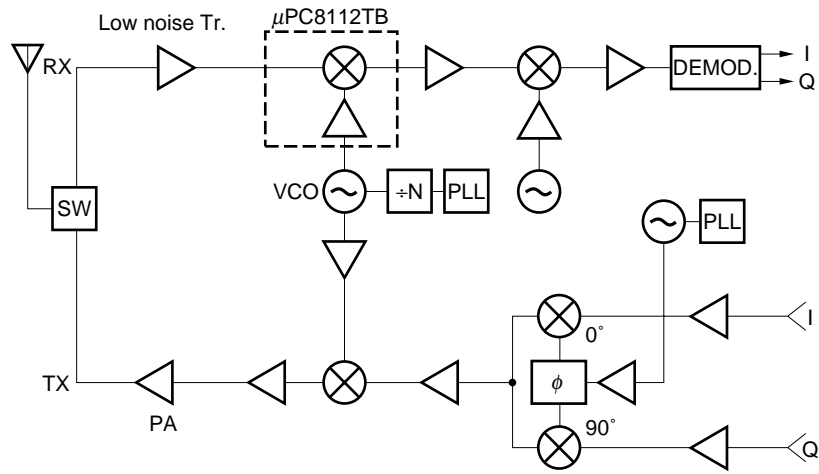 Low noise Tr.
μPC8112TB
RX
DEMOD.
I
Q
SW
VCO
÷N
PLL
PLL
0°
I
TX
PA
ϕ
90°
Q